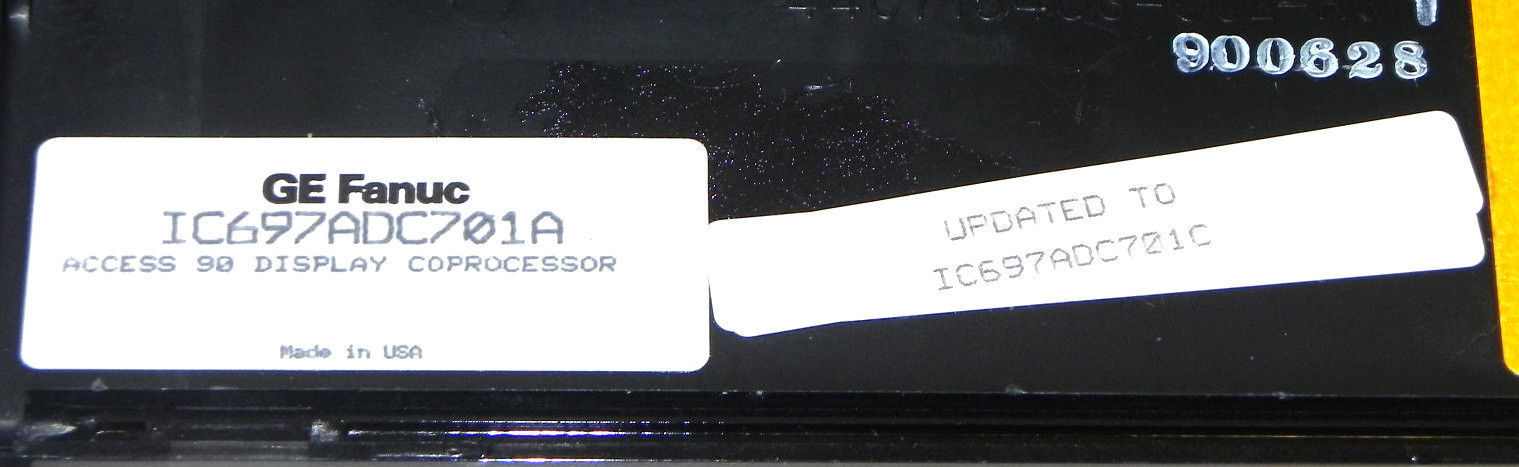 900628
GE Fanuc
IC697ADC701A
ACCESS 90 DISPLAY COPROCESSOR
Made in USA
UPDATED TO
IC697ADC701C